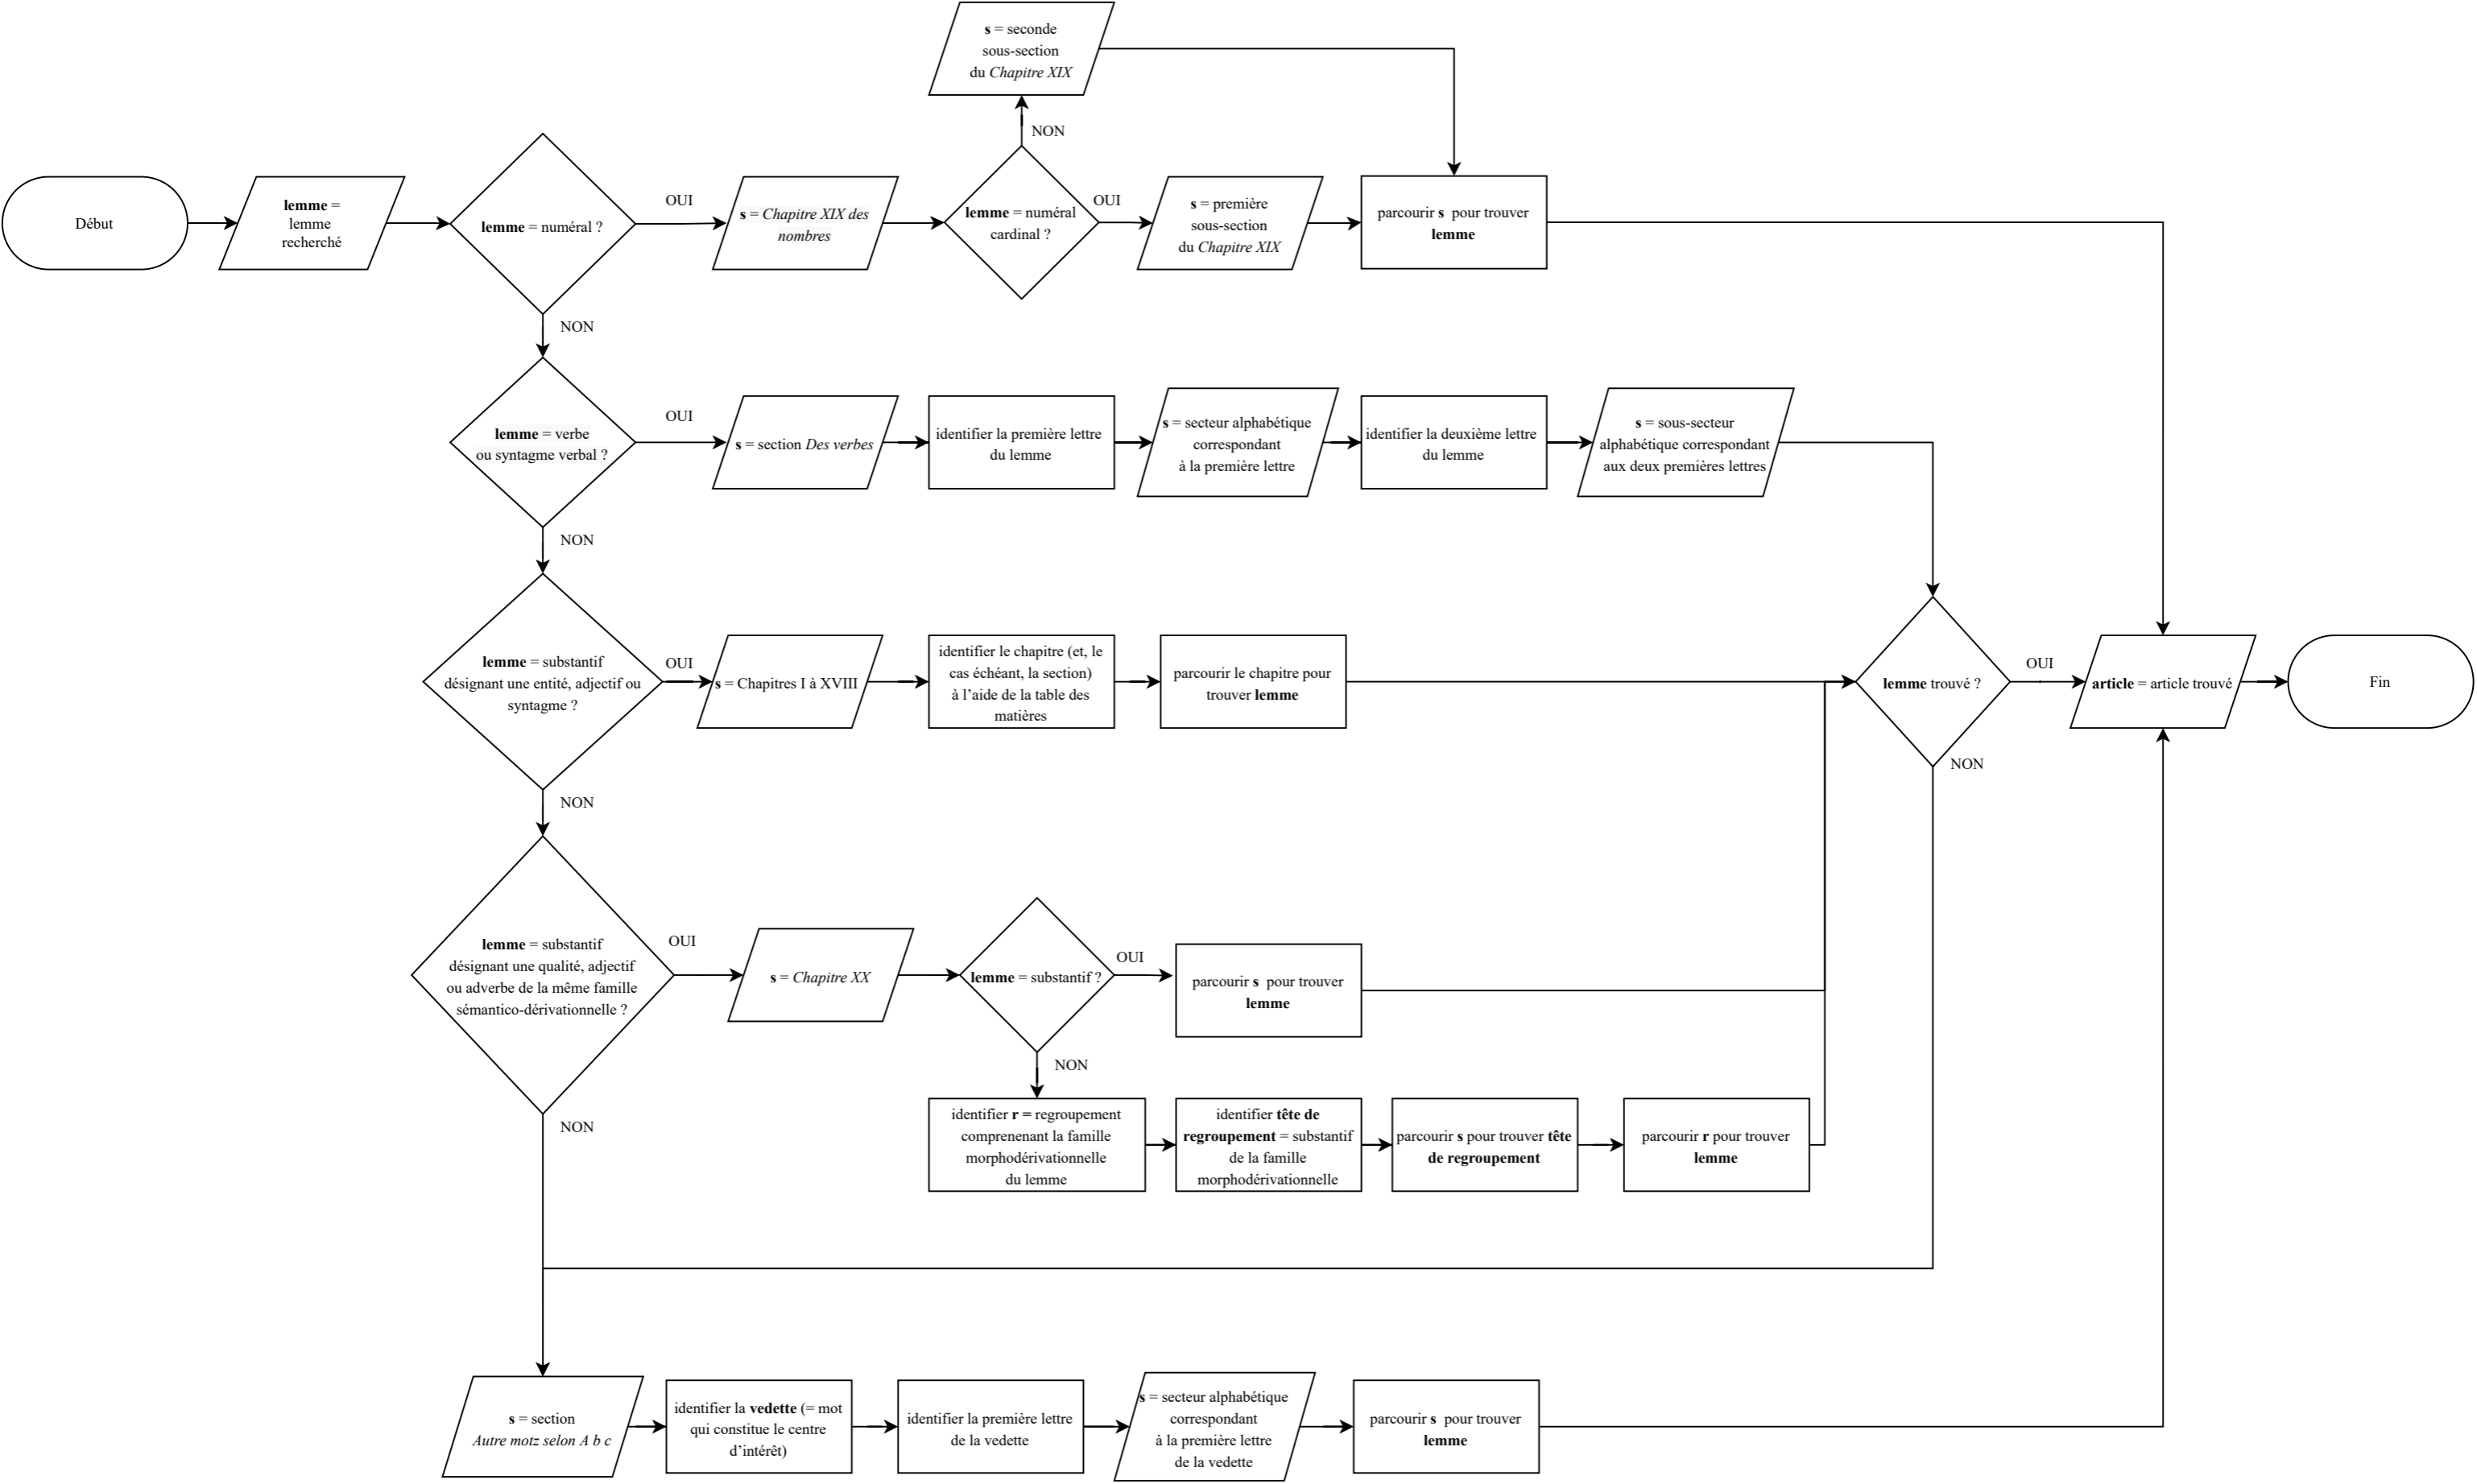 s = seconde
sous-section
du Chapitre XIX
NON
Début
lemme =
lemme
recherché
lemme = numéral ?
OUI
s = Chapitre XIX des
nombres
lemme = numéral
cardinal ?
OUI
s = première
sous-section
du Chapitre XIX
parcourir s pour trouver
lemme
NON
lemme = verbe
ou syntagme verbal ?
OUI
s = section Des verbes
identifier la première lettre
du lemme
s = secteur alphabétique
correspondant
à la première lettre
identifier la deuxième lettre
du lemme
s = sous-secteur
alphabétique correspondant
aux deux premières lettres
NON
lemme = substantif
désignant une entité, adjectif ou
syntagme ?
OUI
s = Chapitres I à XVIII
identifier le chapitre (et, le
cas échéant, la section)
à l’aide de la table des
matières
parcourir le chapitre pour
trouver lemme
lemme trouvé ?
OUI
article = article trouvé
Fin
NON
NON
lemme = substantif
désignant une qualité, adjectif
ou adverbe de la même famille
sémantico-dérivationnelle ?
OUI
s = Chapitre XX
lemme = substantif ?
OUI
parcourir s pour trouver
lemme
NON
identifier r = regroupement
comprenenant la famille
morphodérivationnelle
du lemme
identifier tête de
regroupement = substantif
de la famille
morphodérivationnelle
parcourir s pour trouver tête
de regroupement
parcourir r pour trouver
lemme
NON
s = section
Autre motz selon A b c
identifier la vedette (= mot
qui constitue le centre
d’intérêt)
identifier la première lettre
de la vedette
s = secteur alphabétique
correspondant
à la première lettre
de la vedette
parcourir s pour trouver
lemme